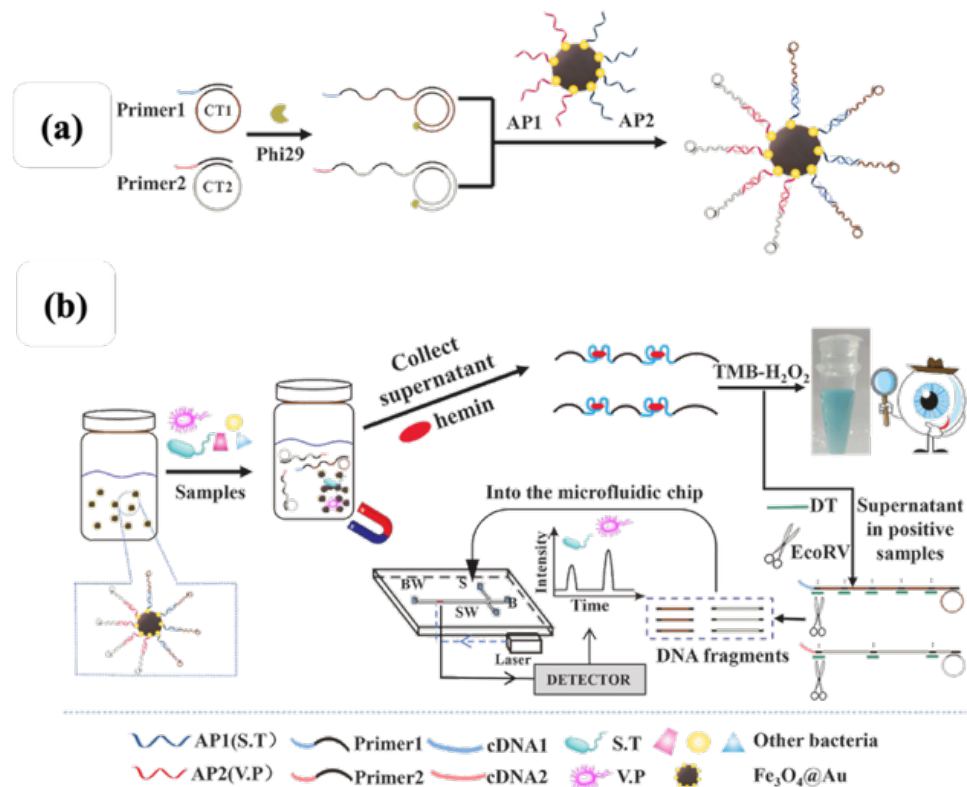 (a)
Primer1
CT1
Phi29
Primer2
CT2
AP1
AP2
(b)
Samples
Collect
supernatant
hemin
TMB-H₂O₂
DT
EcoRV
Supernatant
in positive
samples
Into the microfluidic chip
BW
S
SW
B
Laser
Intensity
Time
DETECTOR
DNA fragments
AP1(S.T) Primer1 cDNA1 S.T Other bacteria
AP2(V.P) Primer2 cDNA2 V.P Fe₃O₄@Au